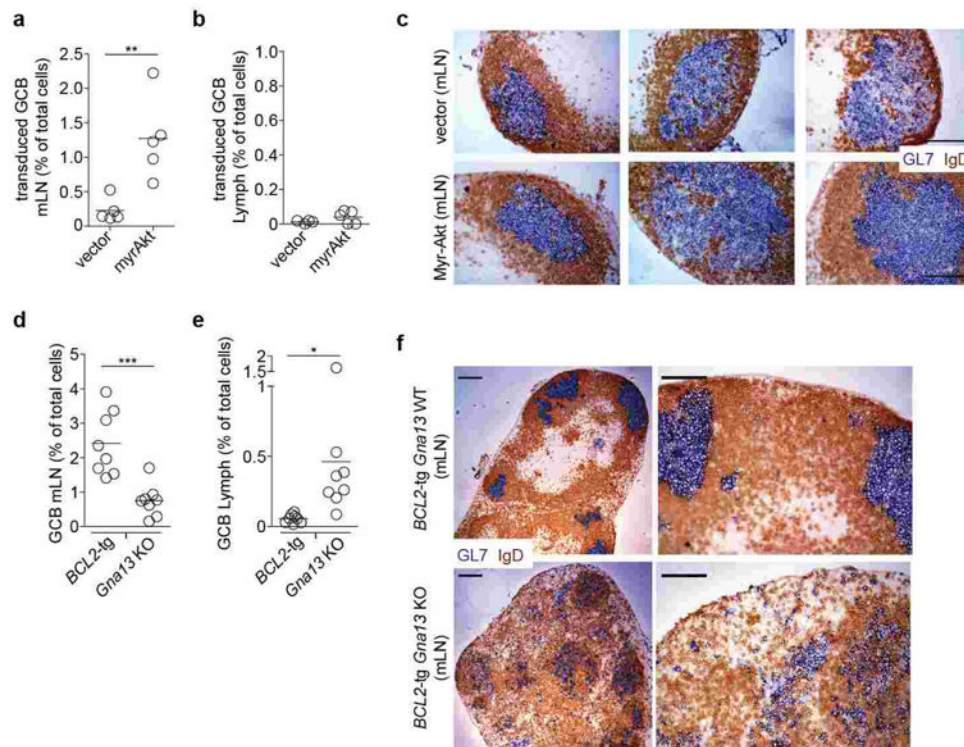 a
transduced GCB
mLN (% of total cells)
2.5
2.0
1.5
1.0
0.5
0
**
vector
myrAkt
b
transduced GCB
Lymph (% of total cells)
1.0
0.8
0.6
0.4
0.2
0
vector
myrAkt
c
vector (mLN)
Myr-Akt (mLN)
GL7 IgD
d
GCB mLN (% of total cells)
5
4
3
2
1
0
***
BCL2-tg
Gna13 KO
e
GCB Lymph (% of total cells)
2
1.5
1
0.5
0
*
BCL2-tg
Gna13 KO
f
BCL2-tg Gna13 WT
(mLN)
GL7 IgD
BCL2-tg Gna13 KO
(mLN)